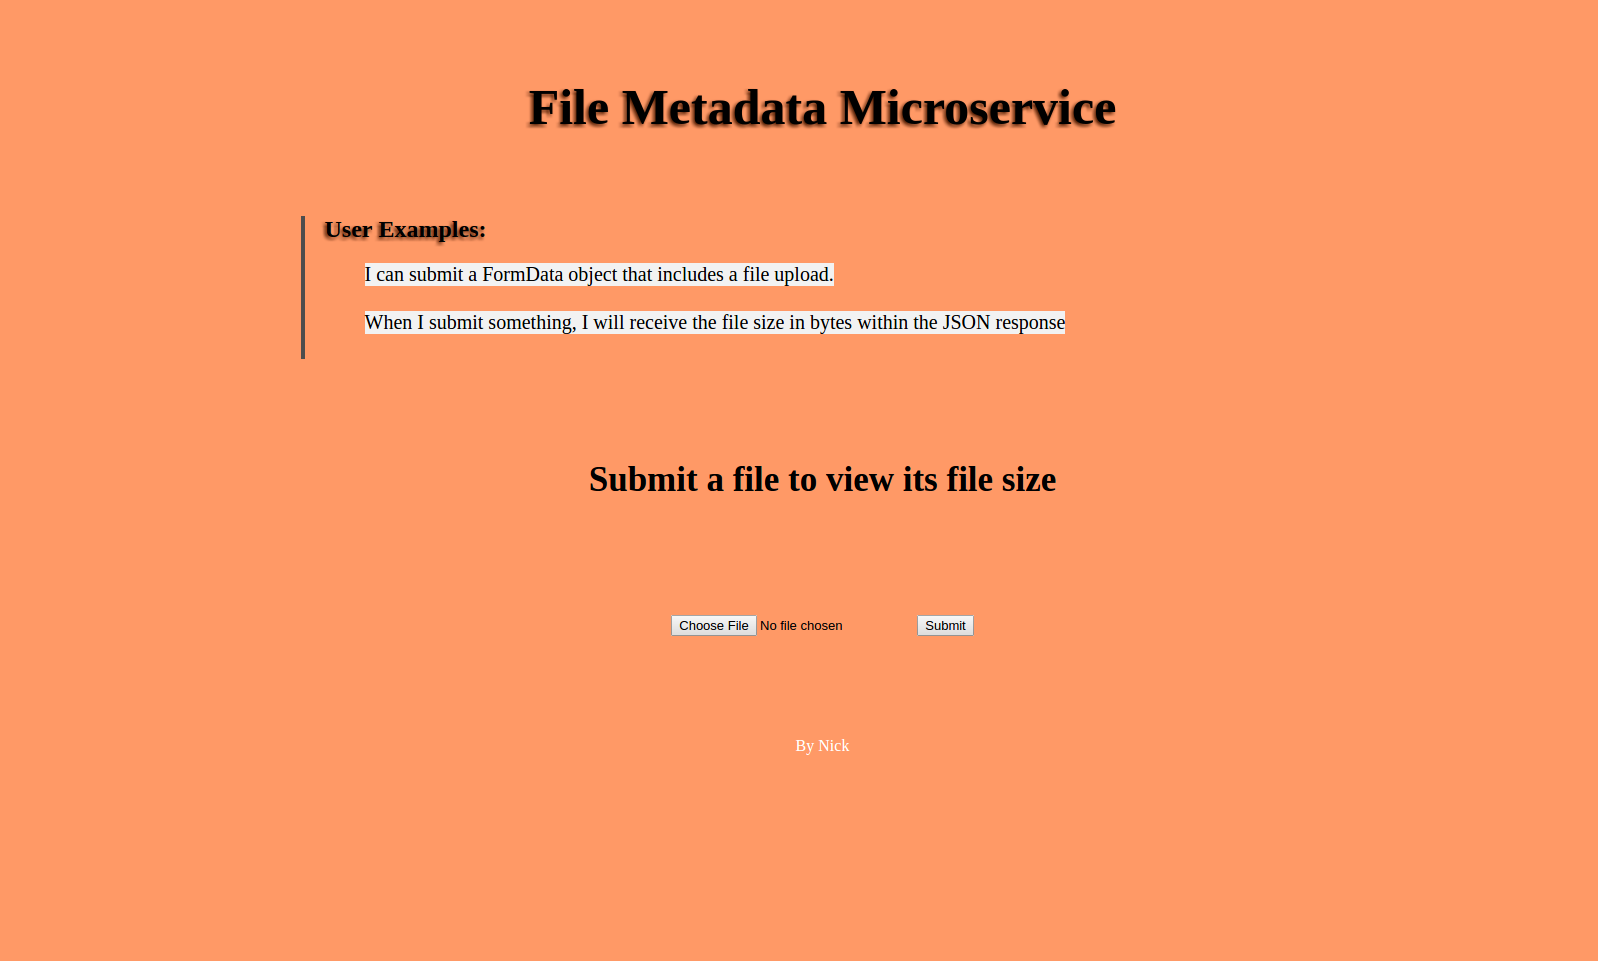 File Metadata Microservice
User Examples:
I can submit a FormData object that includes a file upload.
When I submit something, I will receive the file size in bytes within the JSON response
Submit a file to view its file size
Choose File No file chosen Submit
By Nick